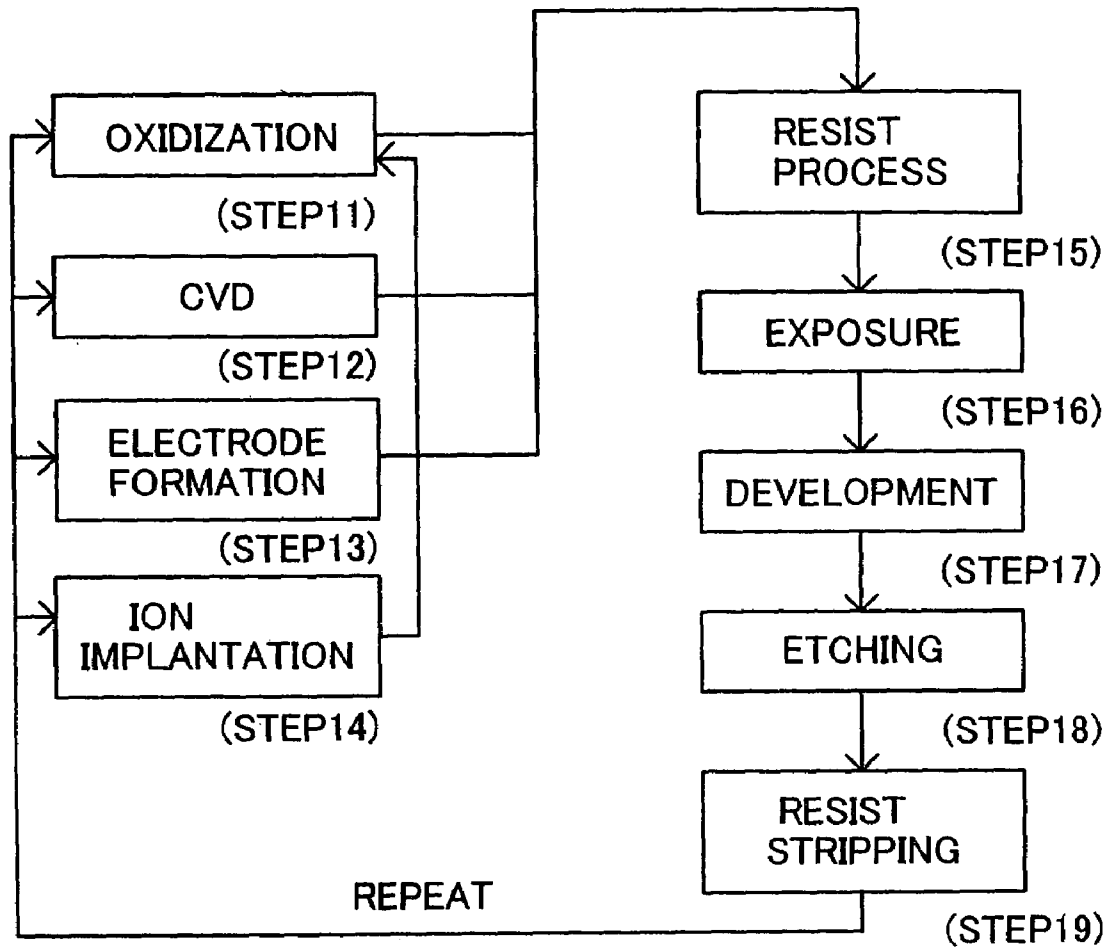 OXIDIZATION
(STEP11)
CVD
(STEP12)
ELECTRODE
FORMATION
(STEP13)
ION
IMPLANTATION
(STEP14)
RESIST
PROCESS
(STEP15)
EXPOSURE
(STEP16)
DEVELOPMENT
(STEP17)
ETCHING
(STEP18)
RESIST
STRIPPING
(STEP19)
REPEAT